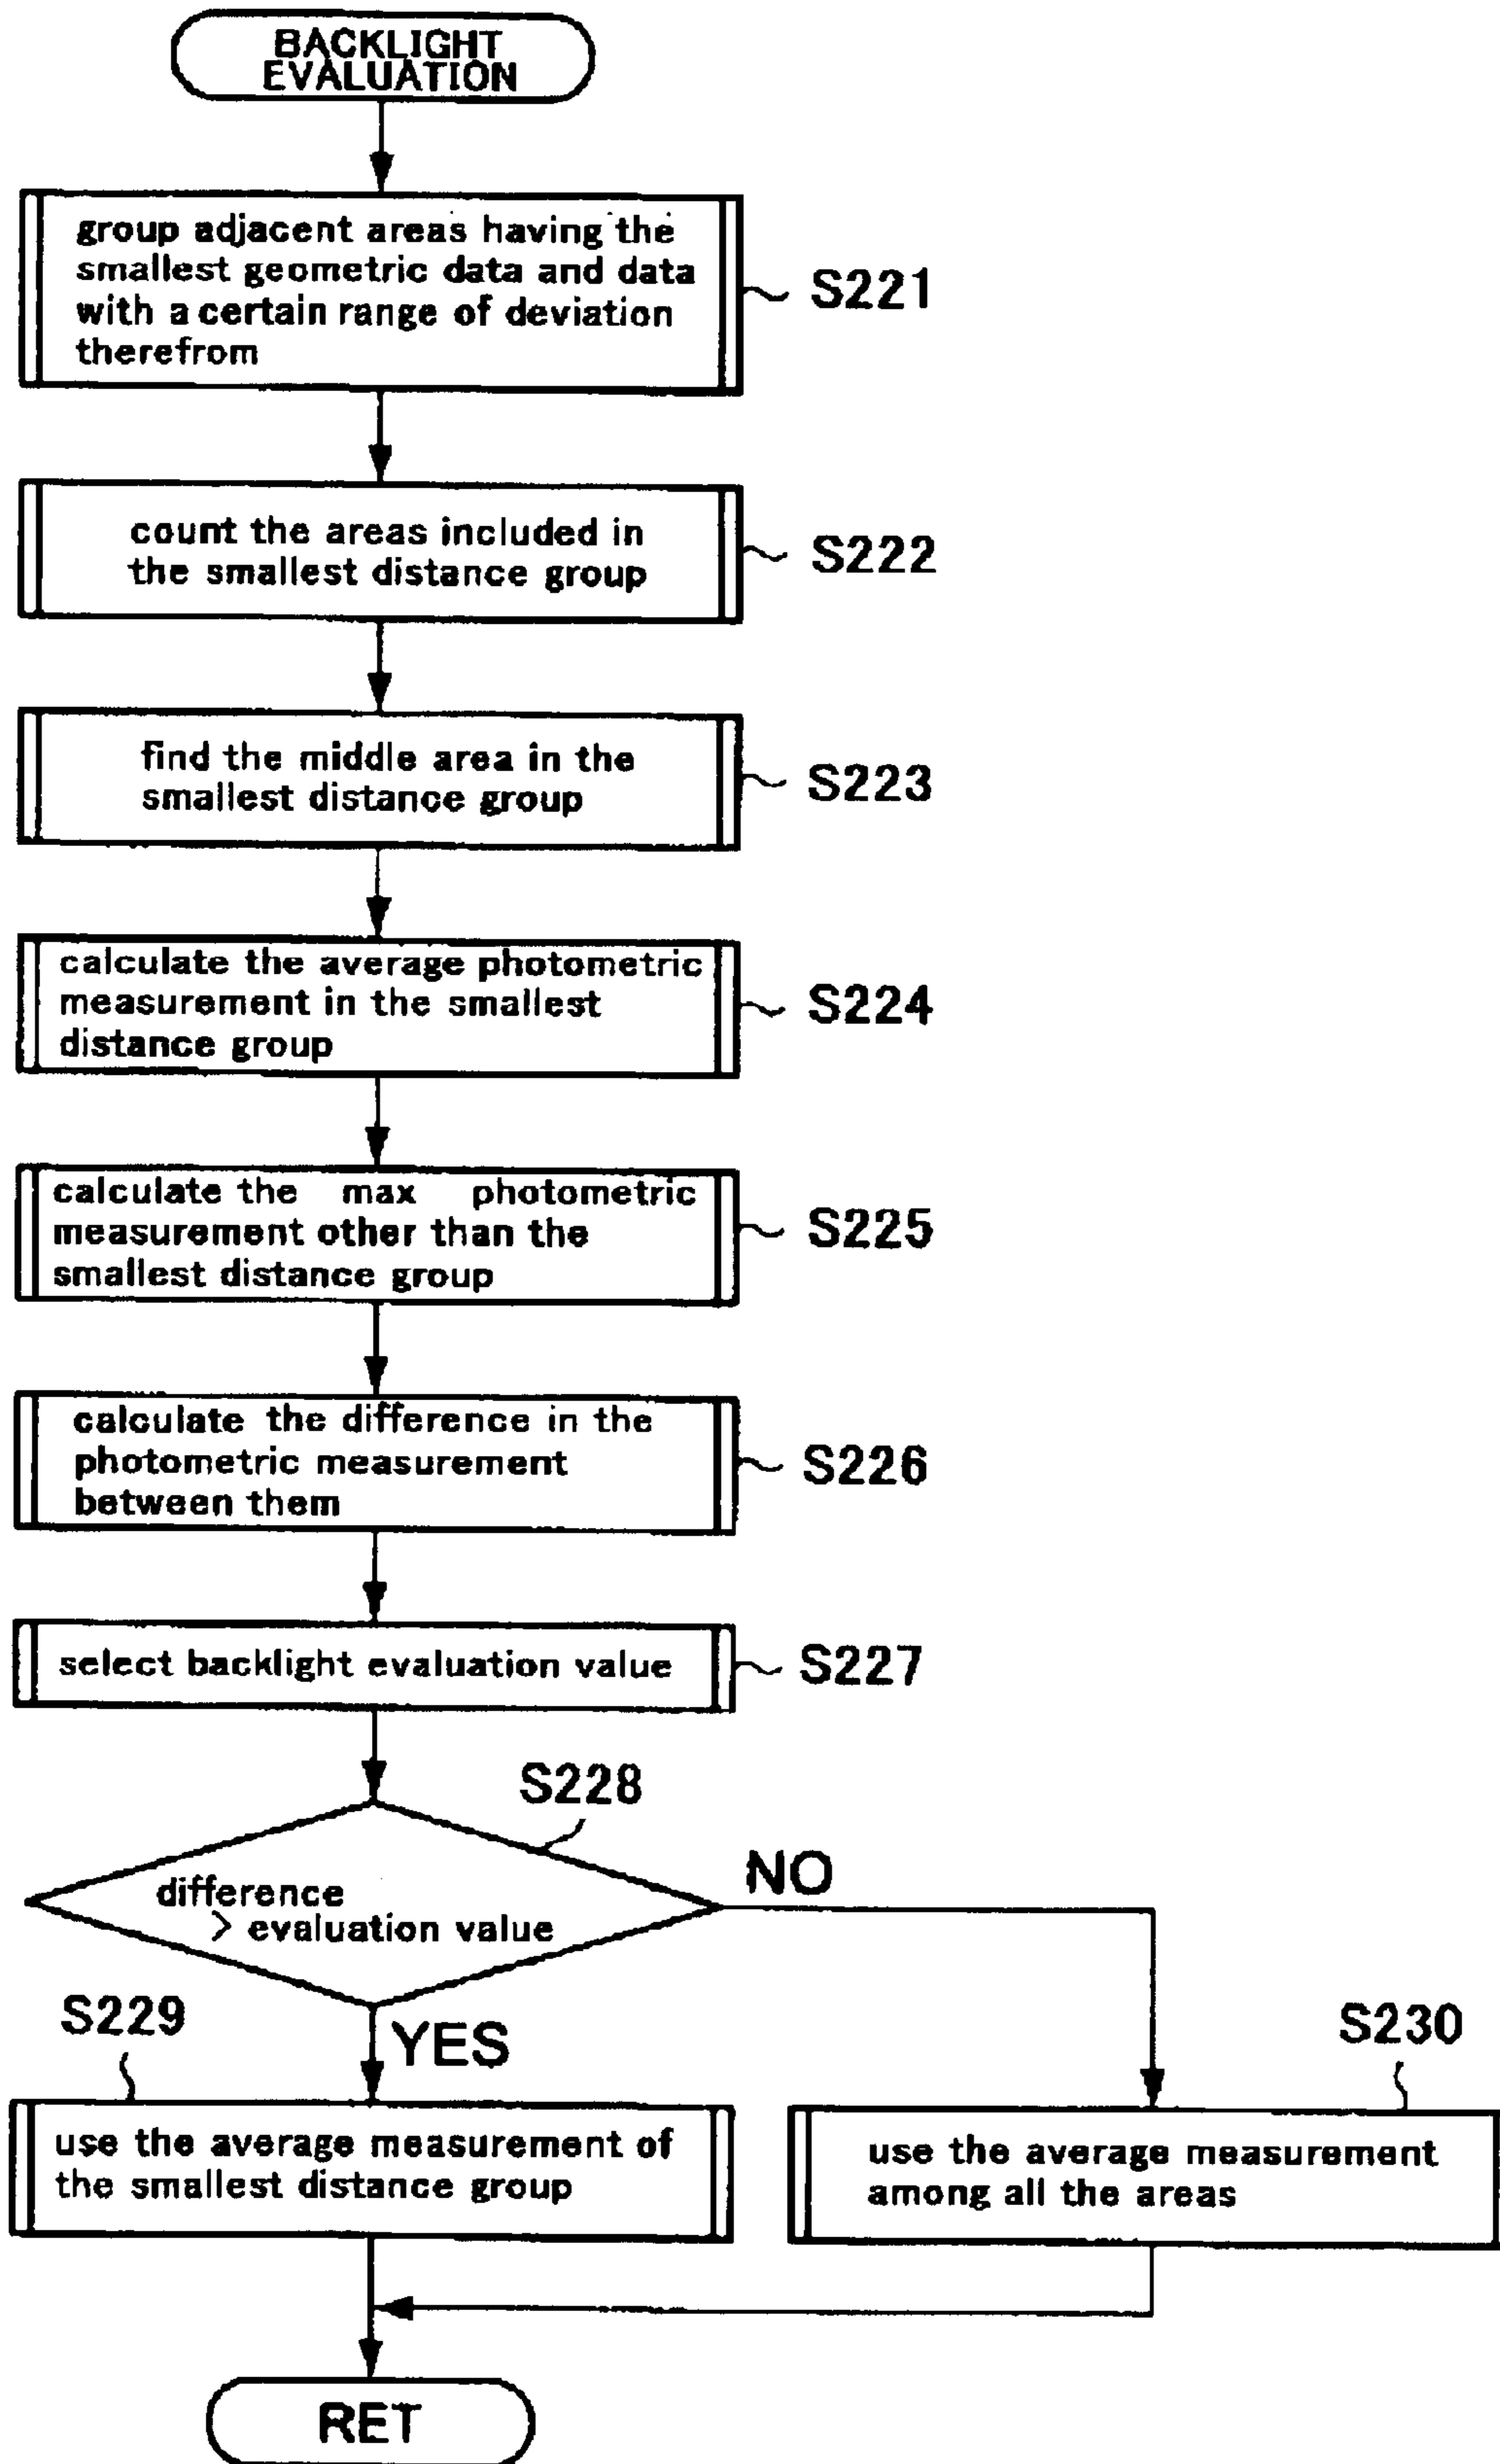 BACKLIGHT
EVALUATION
group adjacent areas having the
smallest geometric data and data
with a certain range of deviation
therefrom
S221
count the areas included in
the smallest distance group
S222
find the middle area in the
smallest distance group
S223
calculate the average photometric
measurement in the smallest
distance group
S224
calculate the max photometric
measurement other than the
smallest distance group
S225
calculate the difference in the
photometric measurement
between them
S226
select backlight evaluation value
S227
S228
difference
> evaluation value
NO
YES
S229
use the average measurement of
the smallest distance group
S230
use the average measurement
among all the areas
RET